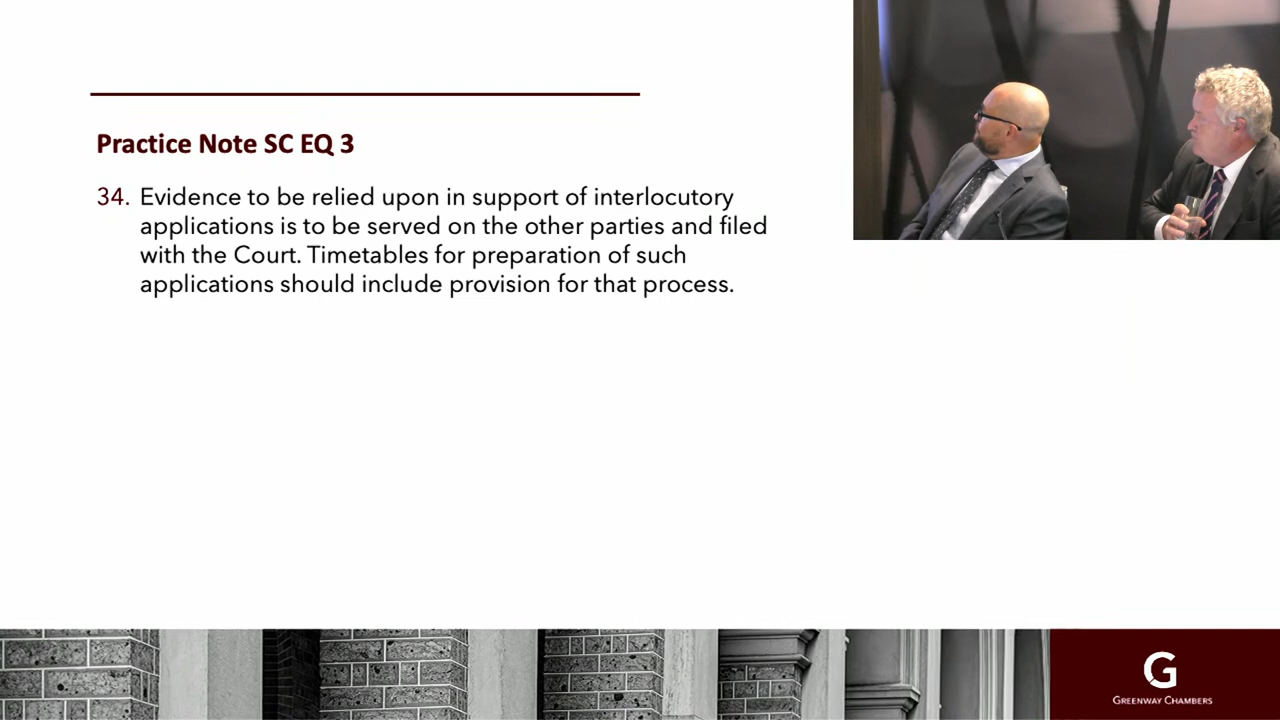 Practice Note SC EQ 3
34. Evidence to be relied upon in support of interlocutory
applications is to be served on the other parties and filed
with the Court. Timetables for preparation of such
applications should include provision for that process.
G
GREENWAY CHAMBERS